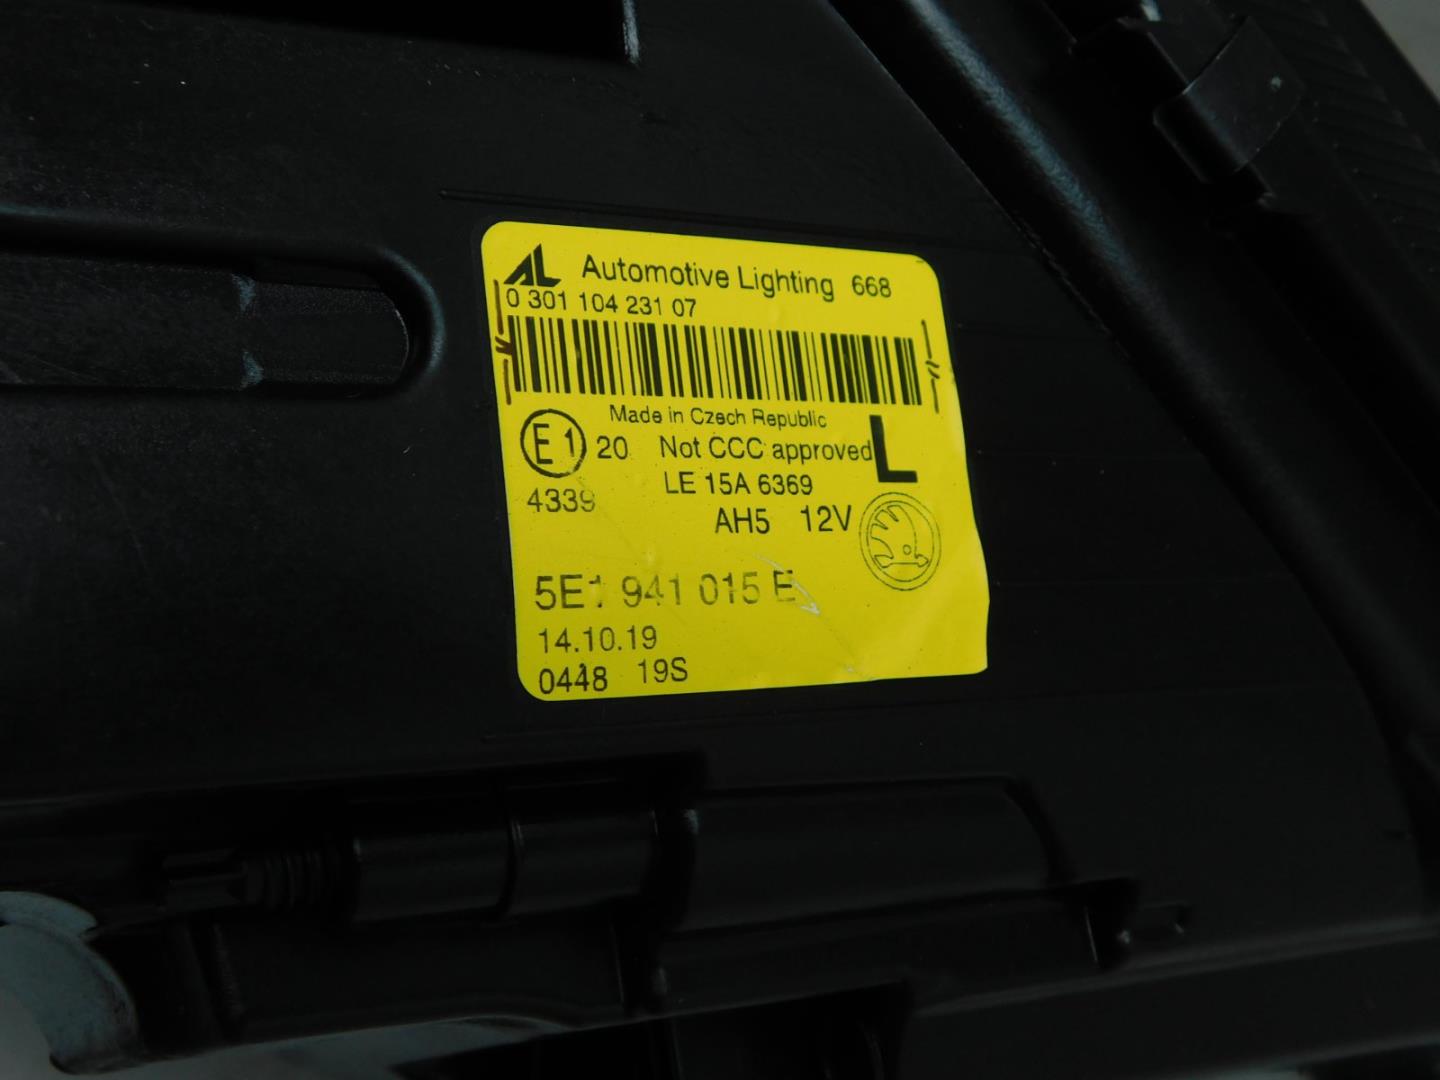 AL Automotive Lighting 668
0 301 104 231 07
Made in Czech Republic
E1 20 Not CCC approved L
4339 LE 15A 6369
AH5 12V
5E1 941 015 E
14.10.19
0448 19S